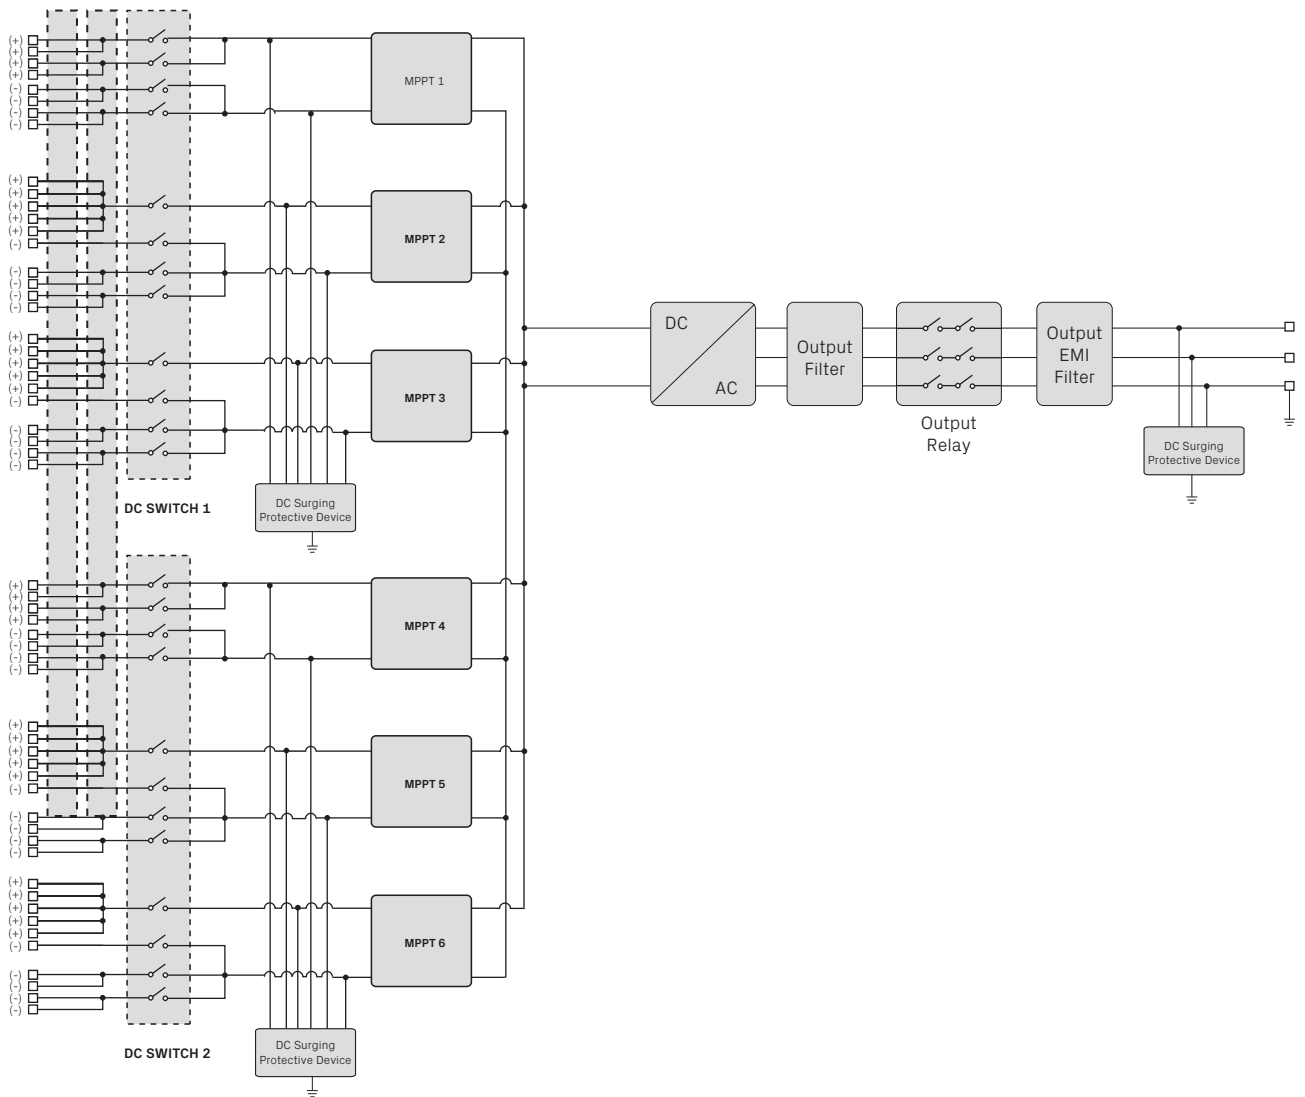 (+)
(+)
(+)
(+)
(-)
(-)
(-)
(-)
MPPT 1
(+)
(+)
(+)
(+)
(+)
(-)
(-)
(-)
(-)
(-)
MPPT 2
(+)
(+)
(+)
(+)
(+)
(-)
(-)
(-)
(-)
(-)
MPPT 3
DC SWITCH 1
DC Surging
Protective Device
DC
AC
Output
Filter
Output
Relay
Output
EMI
Filter
DC Surging
Protective Device
(+)
(+)
(+)
(+)
(-)
(-)
(-)
(-)
MPPT 4
(+)
(+)
(+)
(+)
(+)
(-)
(-)
(-)
(-)
(-)
MPPT 5
(+)
(+)
(+)
(+)
(+)
(-)
(-)
(-)
(-)
(-)
MPPT 6
DC SWITCH 2
DC Surging
Protective Device